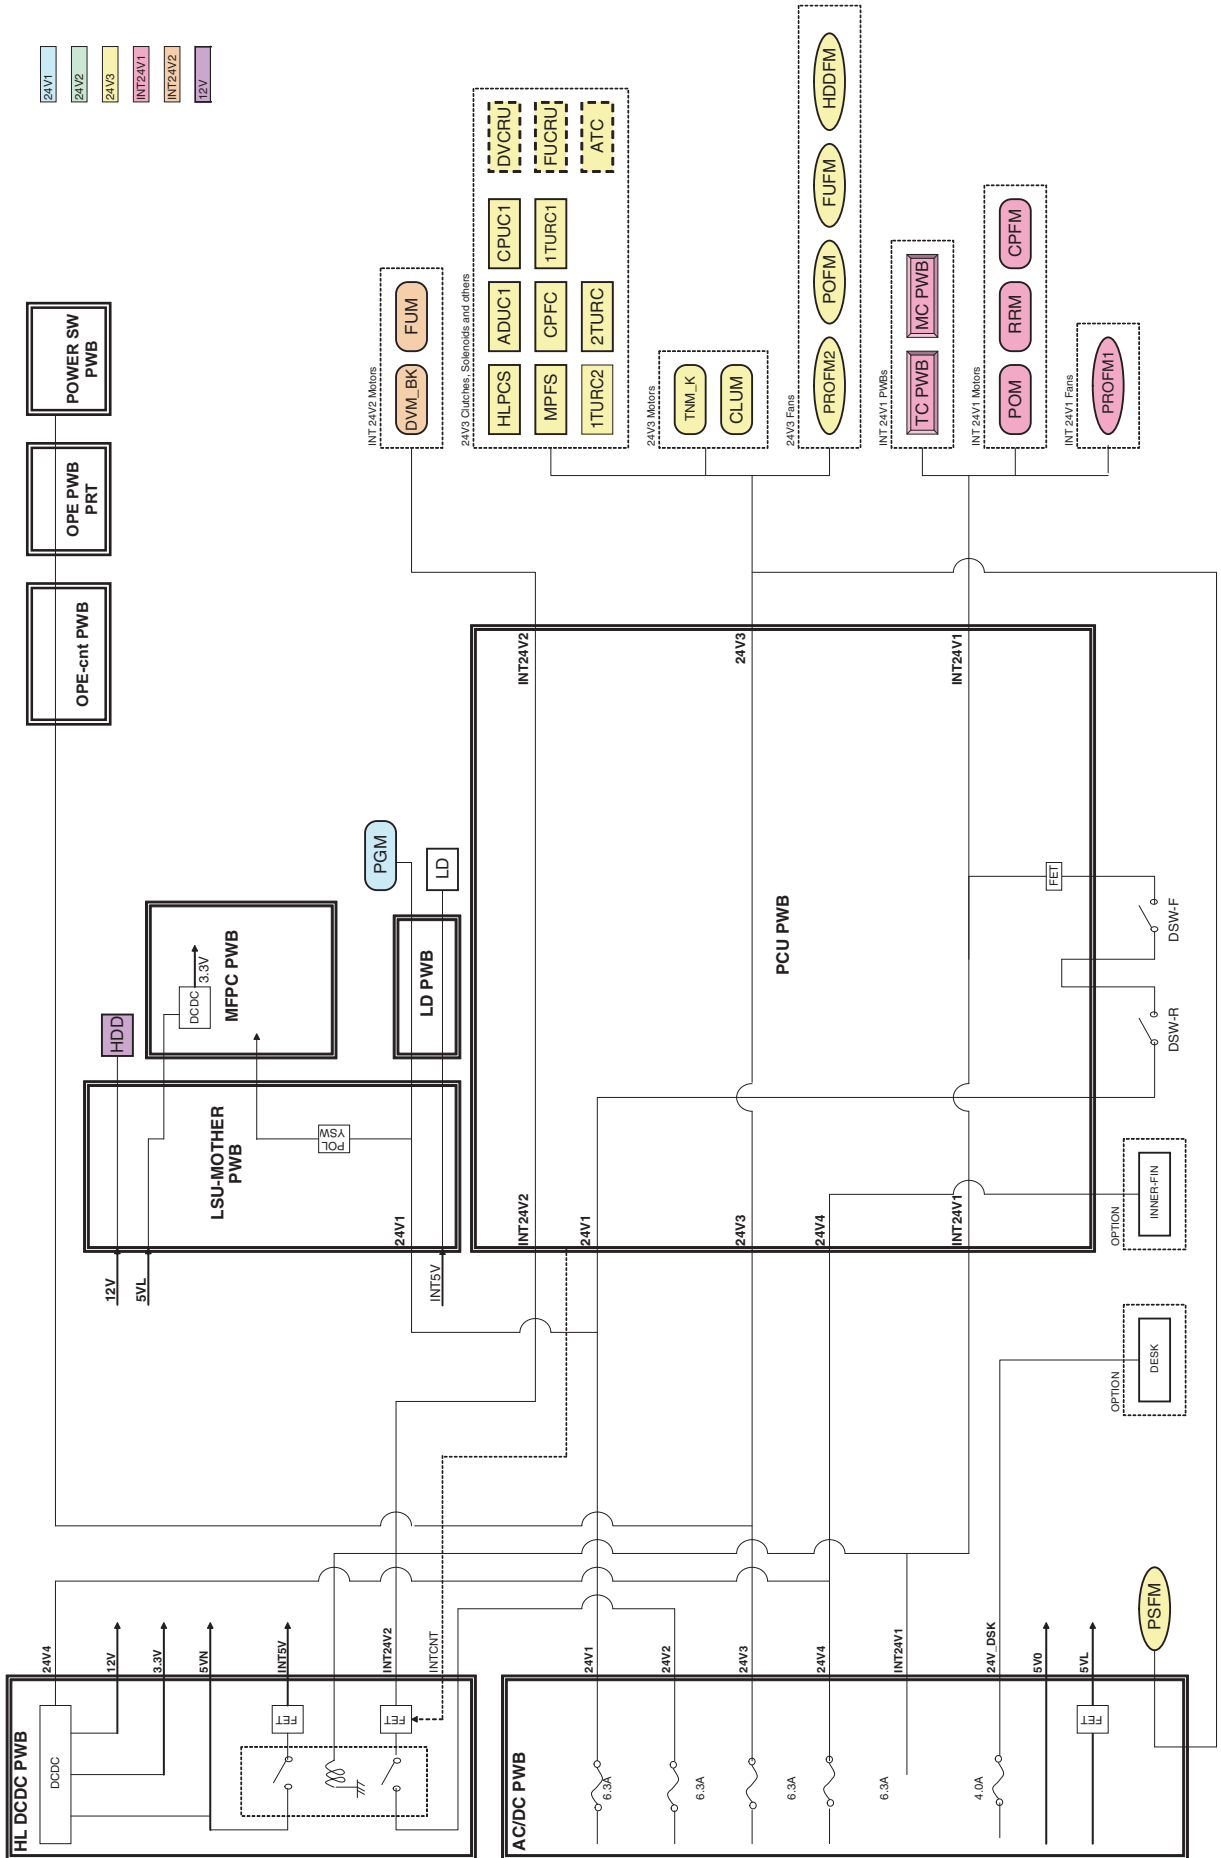 24V1
24V2
24V3
INT24V1
INT24V2
12V
POWER SW
PWB
OPE PWB
PRT
OPE-cnt PWB
INT 24V2 Motors
DVM_BK
FUM
24V3 Clutches, Solenoids and others
HLPCS
ADUC1
CPUC1
DVCRU
MPFS
CPFC
1TURC1
FUCRU
1TURC2
2TURC
ATC
24V3 Motors
TNM_K
CLUM
24V3 Fans
PROFM2
POFM
FUFM
HDDFM
INT 24V1 PWBs
TC PWB
MC PWB
INT 24V1 Motors
POM
RRM
CPFM
INT 24V1 Fans
PROFM1
HDD
DCDC
3.3V
MFPC PWB
LD PWB
PGM
LD
LSU-MOTHER
PWB
POL
YSW
12V
5VL
24V1
INT5V
PCU PWB
INT24V2
24V1
24V3
24V4
INT24V1
INT24V2
24V3
INT24V1
FET
DSW-R
DSW-F
OPTION
INNER-FIN
OPTION
DESK
HL DCDC PWB
DCDC
24V4
12V
3.3V
5VN
INT5V
INT24V2
INTCNT
FET
FET
AC/DC PWB
24V1
24V2
24V3
24V4
INT24V1
24V_DSK
5V0
5VL
6.3A
6.3A
6.3A
6.3A
6.3A
4.0A
FET
PSFM